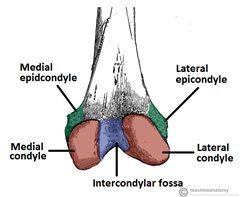 Medial
epidcondyle
Lateral
epicondyle
Medial
condyle
Lateral
condyle
Intercondylar fossa
teachmeanatomy